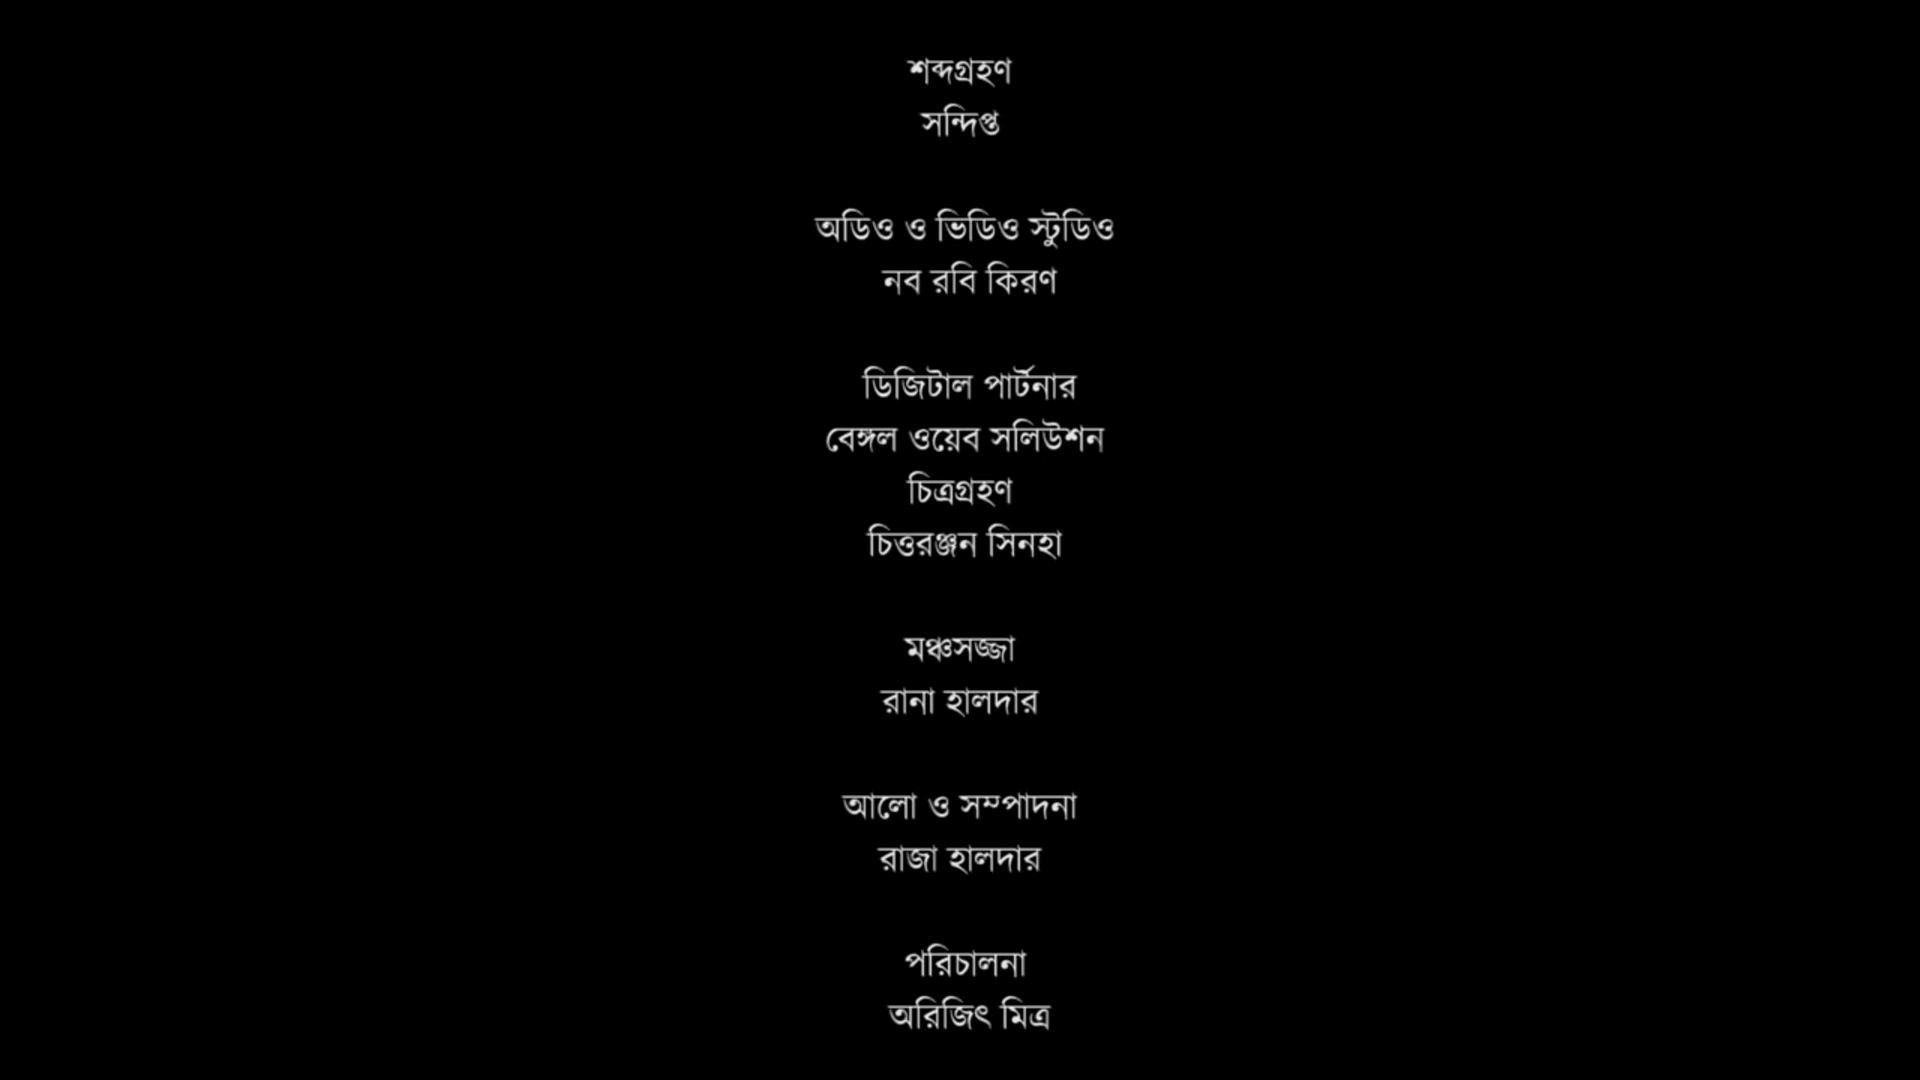 শব্দগ্রহণ
সন্দিপ্ত
অডিও ও ভিডিও স্টুডিও
নব রবি কিরণ
ডিজিটাল পার্টনার
বেঙ্গল ওয়েব সলিউশন
চিত্রগ্রহণ
চিত্তরঞ্জন সিনহা
মঞ্চসজ্জা
রানা হালদার
আলো ও সম্পাদনা
রাজা হালদার
পরিচালনা
অরিজিৎ মিত্র